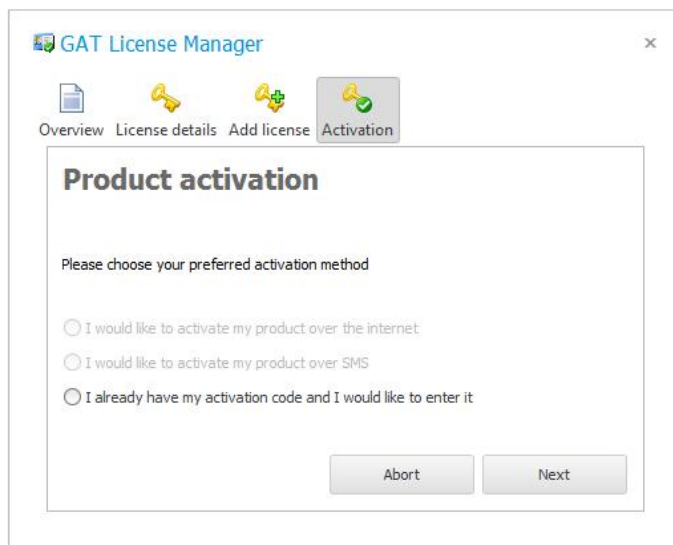 GAT License Manager
Overview License details Add license Activation
Product activation
Please choose your preferred activation method
I would like to activate my product over the internet
I would like to activate my product over SMS
I already have my activation code and I would like to enter it
Abort Next